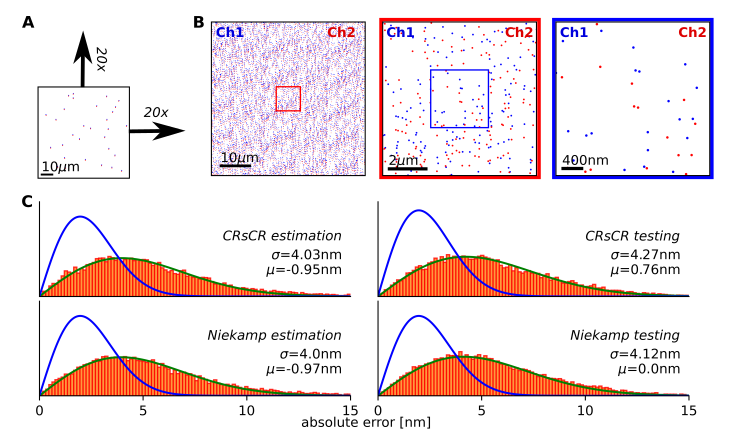 A
20x
20x
10μm
B
Ch1 Ch2
10μm
Ch1 Ch2
2μm
Ch1 Ch2
400nm
C
CRsCR estimation
σ=4.03nm
μ=-0.95nm
CRsCR testing
σ=4.27nm
μ=0.76nm
Niekamp estimation
σ=4.0nm
μ=-0.97nm
Niekamp testing
σ=4.12nm
μ=0.0nm
0 5 10 15
0 5 10 15
absolute error [nm]